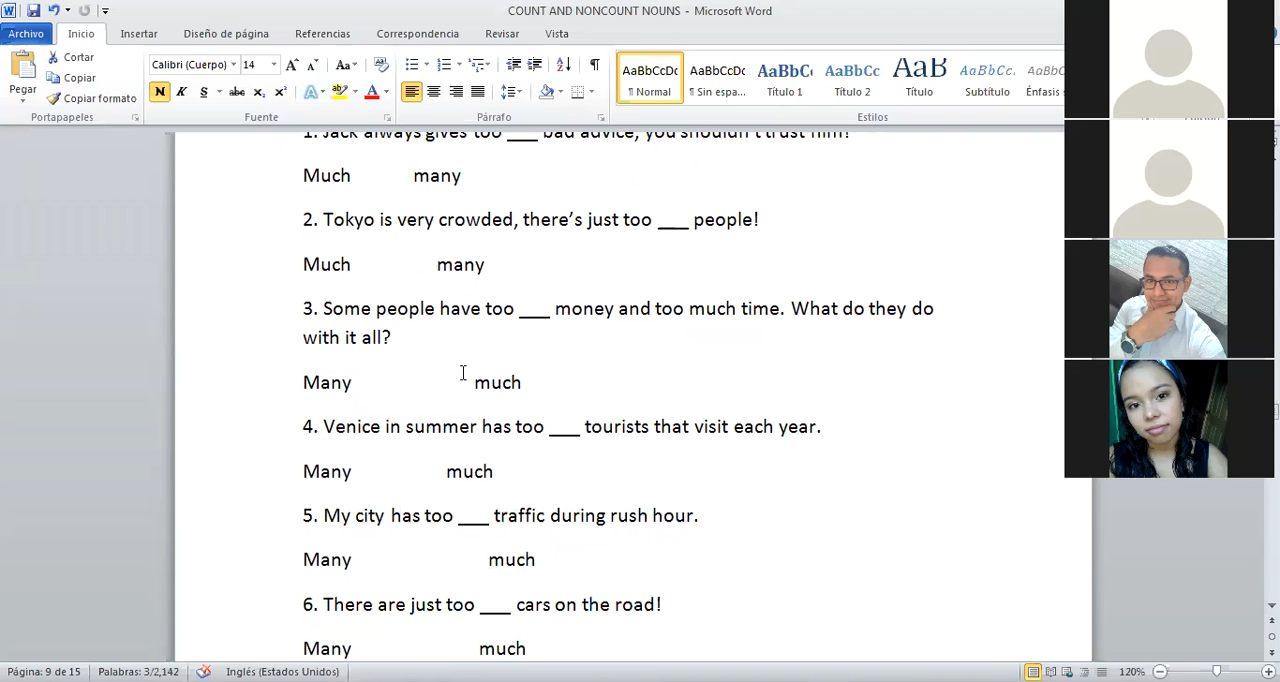 COUNT AND NONCOUNT NOUNS - Microsoft Word
Archivo Inicio Insertar Diseño de página Referencias Correspondencia Revisar Vista
Pegar
Cortar
Copiar
Copiar formato
Portapapeles
Calibri (Cuerpo) 14
Aa
N K S abc x₂ x² A ab A
Fuente
Párrafo
AaBbCcDc AaBbCcDc AaBbC AaBbCc AaB AaBbCc. AaBbC
¶ Normal ¶ Sin espa... Título 1 Título 2 Título Subtítulo Énfasis
Estilos
1. Jack always gives too ___ bad advice, you shouldn't trust him!
Much many
2. Tokyo is very crowded, there's just too ___ people!
Much many
3. Some people have too ___ money and too much time. What do they do
with it all?
Many much
4. Venice in summer has too ___ tourists that visit each year.
Many much
5. My city has too ___ traffic during rush hour.
Many much
6. There are just too ___ cars on the road!
Many much
Página: 9 de 15 Palabras: 3/2,142 Inglés (Estados Unidos) 120%